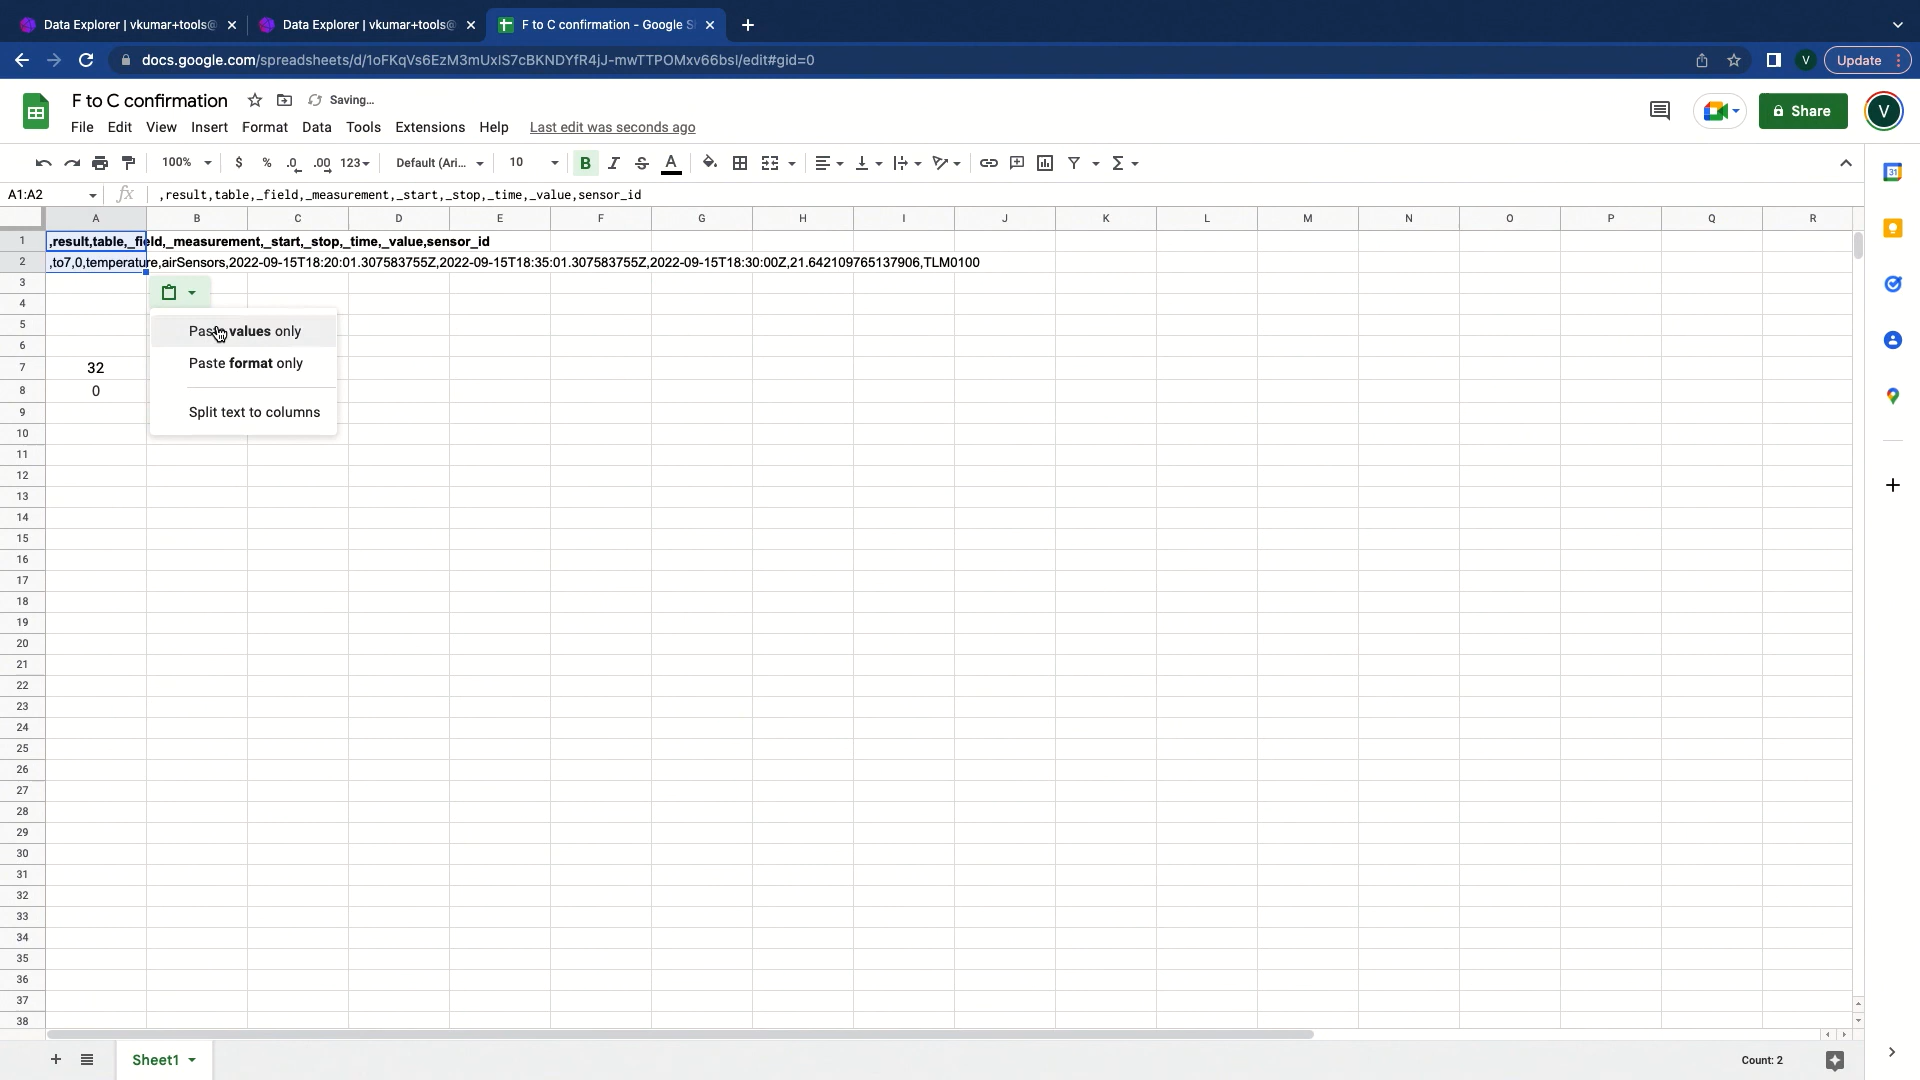 Data Explorer | vkumar+tools@
Data Explorer | vkumar+tools@
F to C confirmation - Google S
docs.google.com/spreadsheets/d/1oFKqVs6EzM3mUxIS7cBKNDYfR4jJ-mwTTPOMxv66bsI/edit#gid=0
V
Update
F to C confirmation
Saving...
File Edit View Insert Format Data Tools Extensions Help Last edit was seconds ago
Share
V
100% $ % .0 .00 123 Default (Ari... 10 B I S A Σ
31
A1:A2 fx ,result,table,_field,_measurement,_start,_stop,_time,_value,sensor_id
A B C D E F G H I J K L M N O P Q R
1 ,result,table,_field,_measurement,_start,_stop,_time,_value,sensor_id
2 ,to7,0,temperature,airSensors,2022-09-15T18:20:01.307583755Z,2022-09-15T18:35:01.307583755Z,2022-09-15T18:30:00Z,21.642109765137906,TLM0100
3
4
5 Paste values only
6 Paste format only
7 32
8 0
9 Split text to columns
10
11
12
13
14
15
16
17
18
19
20
21
22
23
24
25
26
27
28
29
30
31
32
33
34
35
36
37
38
Sheet1
Count: 2